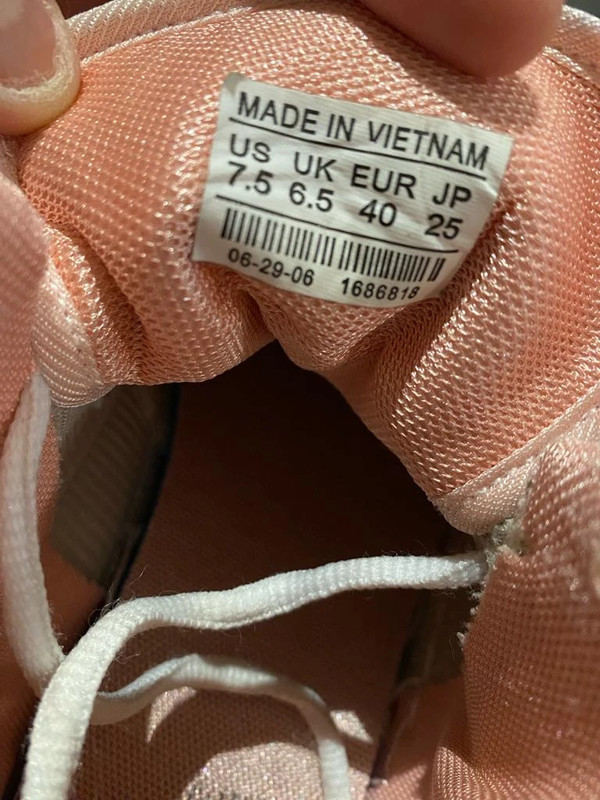 MADE IN VIETNAM
US UK EUR JP
7.5 6.5 40 25
06-29-06 1686818